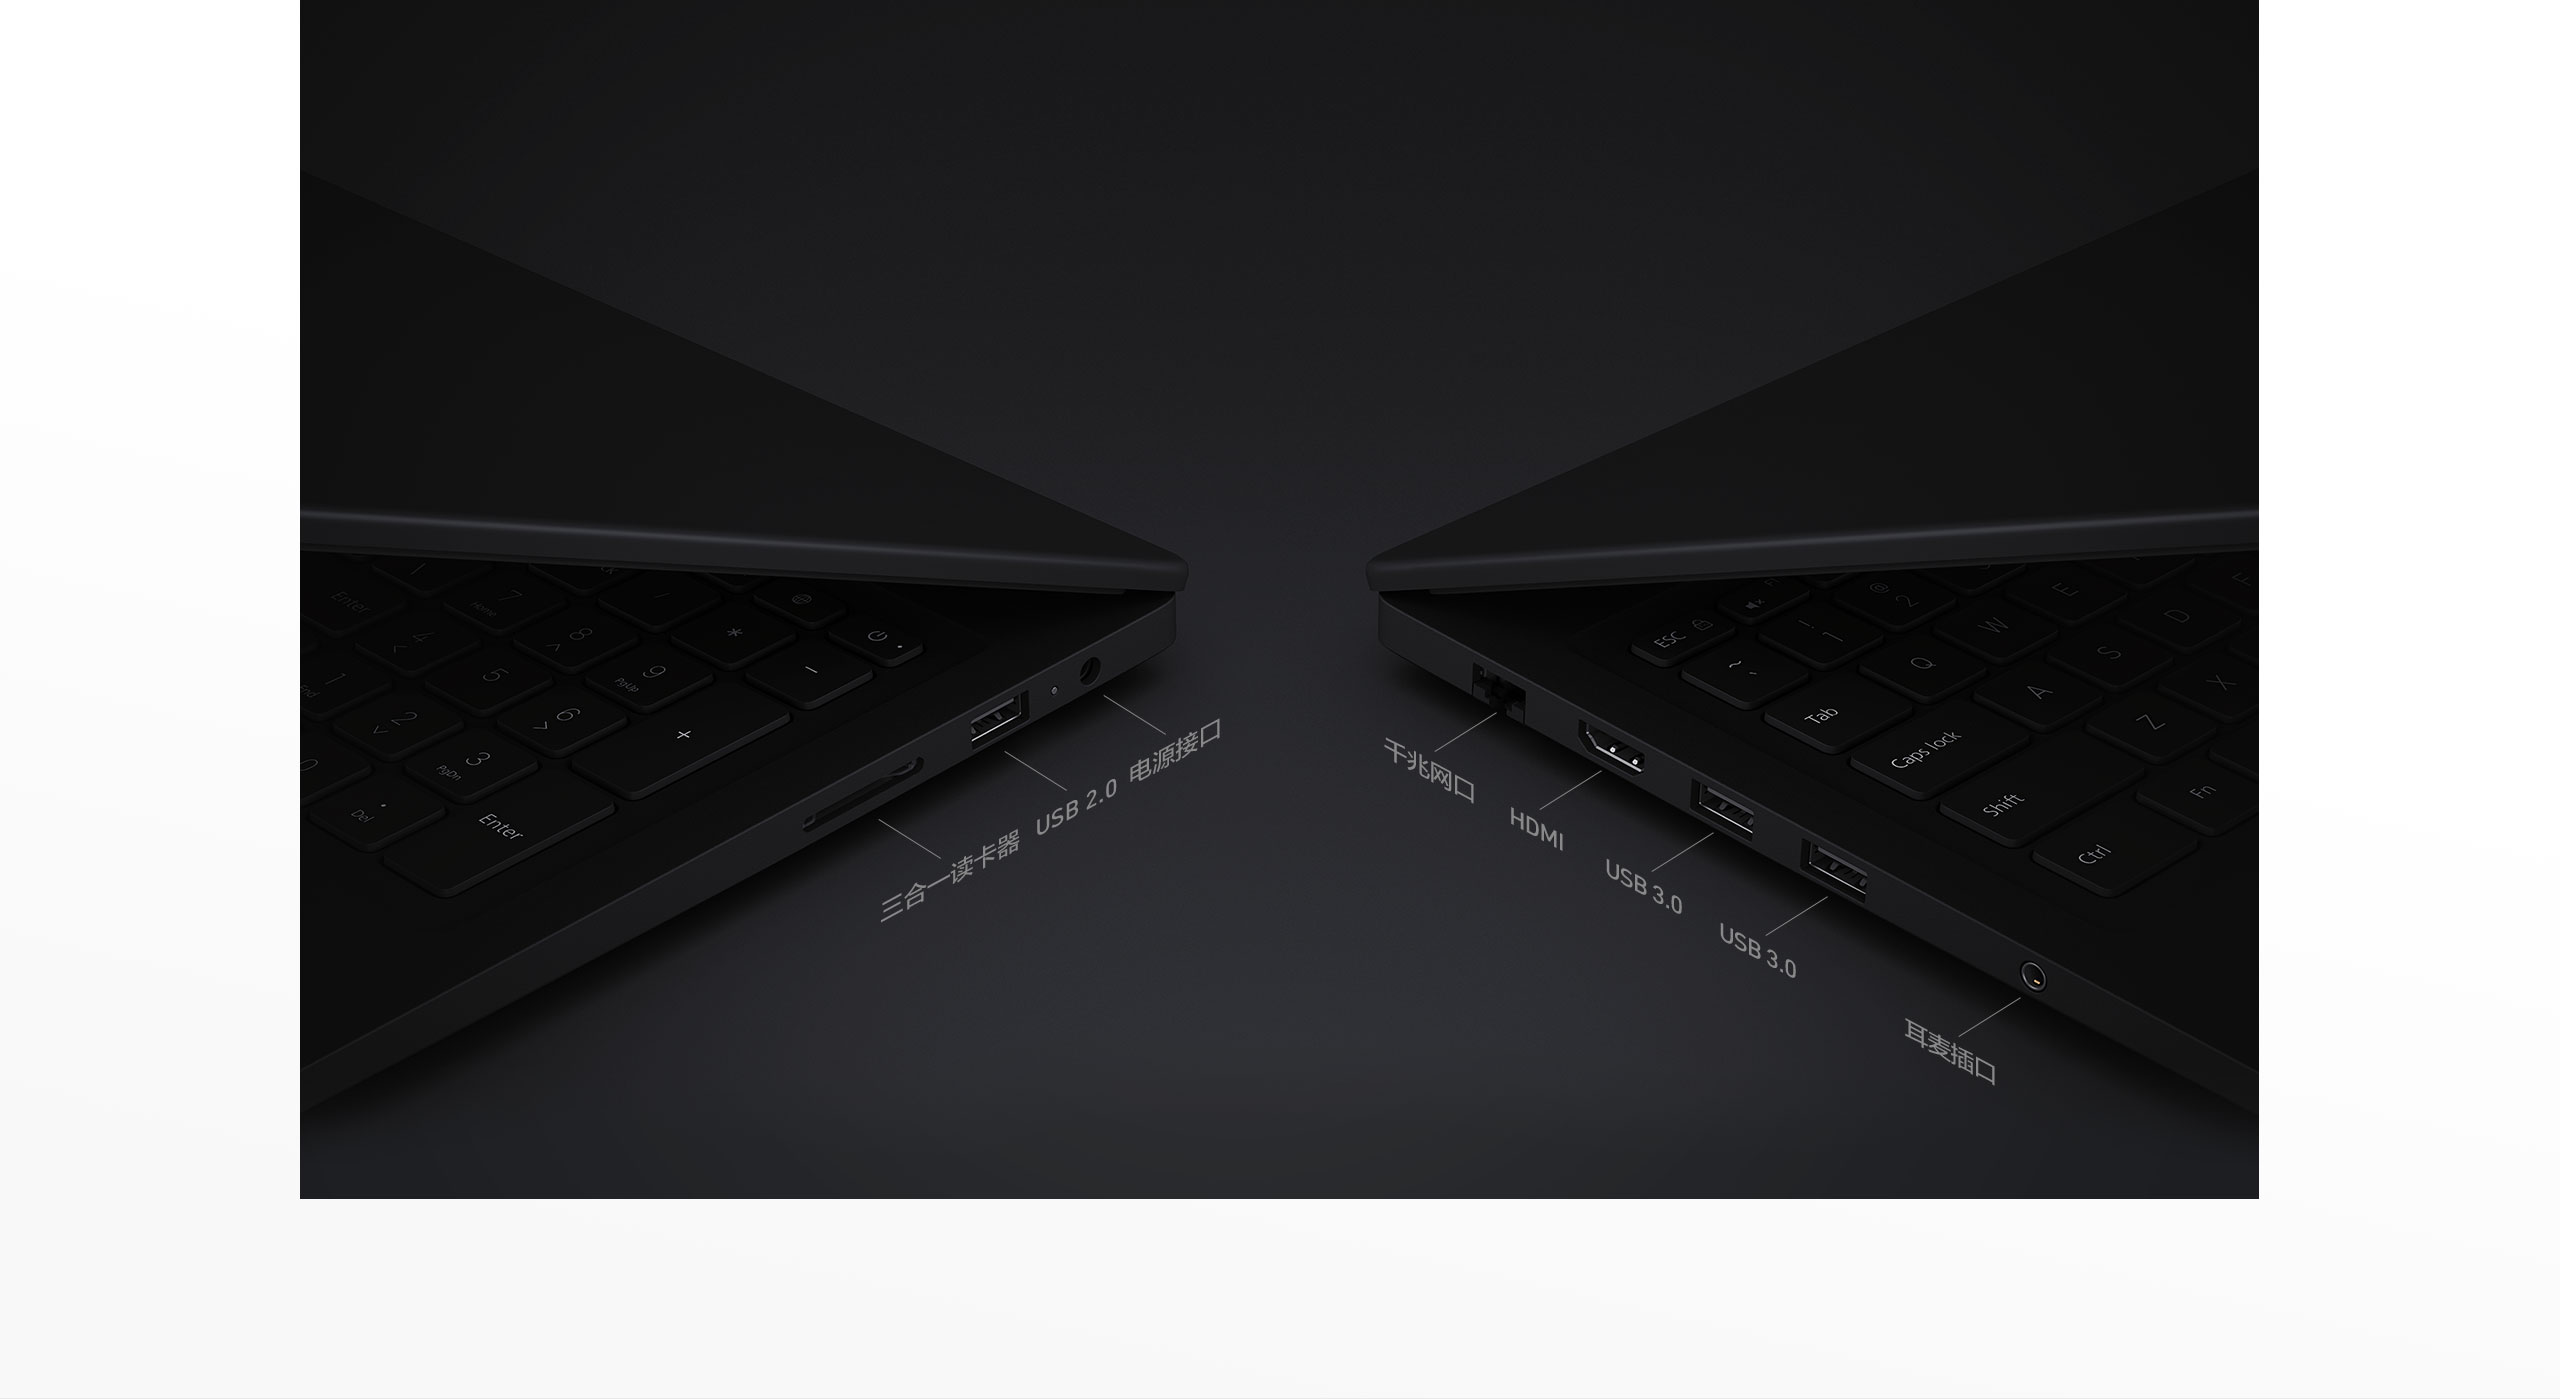 电源接口
USB 2.0
三合一读卡器
千兆网口
HDMI
USB 3.0
USB 3.0
耳麦插口
Enter
7
Home
/
4
8
*
1
End
5
9
PgUp
-
2
6
+
0
3
PgDn
Del
.
Enter
ESC
@
2
!
1
W
E
~
Q
S
D
Tab
A
X
Caps lock
Z
Shift
Fn
Ctrl